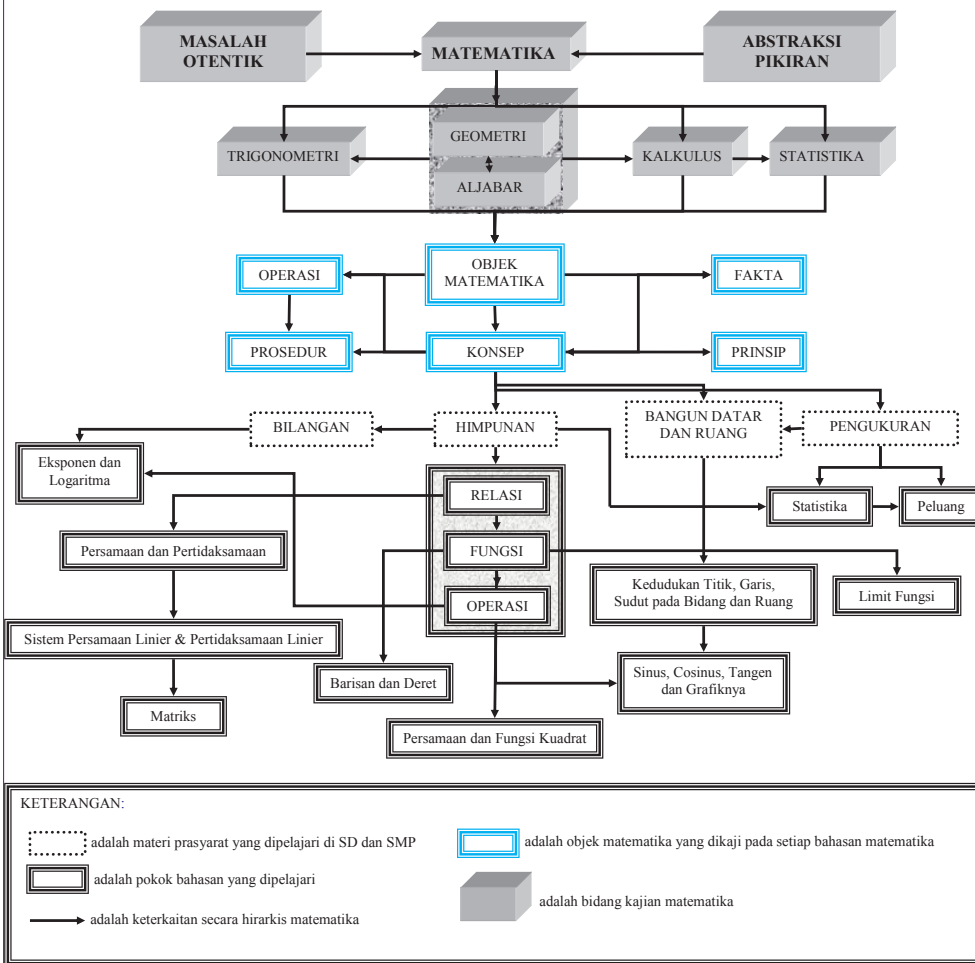 MASALAH
OTENTIK
MATEMATIKA
ABSTRAKSI
PIKIRAN
GEOMETRI
TRIGONOMETRI
KALKULUS
STATISTIKA
ALJABAR
OPERASI
OBJEK
MATEMATIKA
FAKTA
PROSEDUR
KONSEP
PRINSIP
BILANGAN
HIMPUNAN
BANGUN DATAR
DAN RUANG
PENGUKURAN
Eksponen dan
Logaritma
RELASI
Statistika
Peluang
Persamaan dan Pertidaksamaan
FUNGSI
Kedudukan Titik, Garis,
Sudut pada Bidang dan Ruang
Limit Fungsi
OPERASI
Sistem Persamaan Linier & Pertidaksamaan Linier
Barisan dan Deret
Sinus, Cosinus, Tangen
dan Grafiknya
Matriks
Persamaan dan Fungsi Kuadrat
KETERANGAN:
adalah materi prasyarat yang dipelajari di SD dan SMP
adalah objek matematika yang dikaji pada setiap bahasan matematika
adalah pokok bahasan yang dipelajari
adalah bidang kajian matematika
adalah keterkaitan secara hirarkis matematika